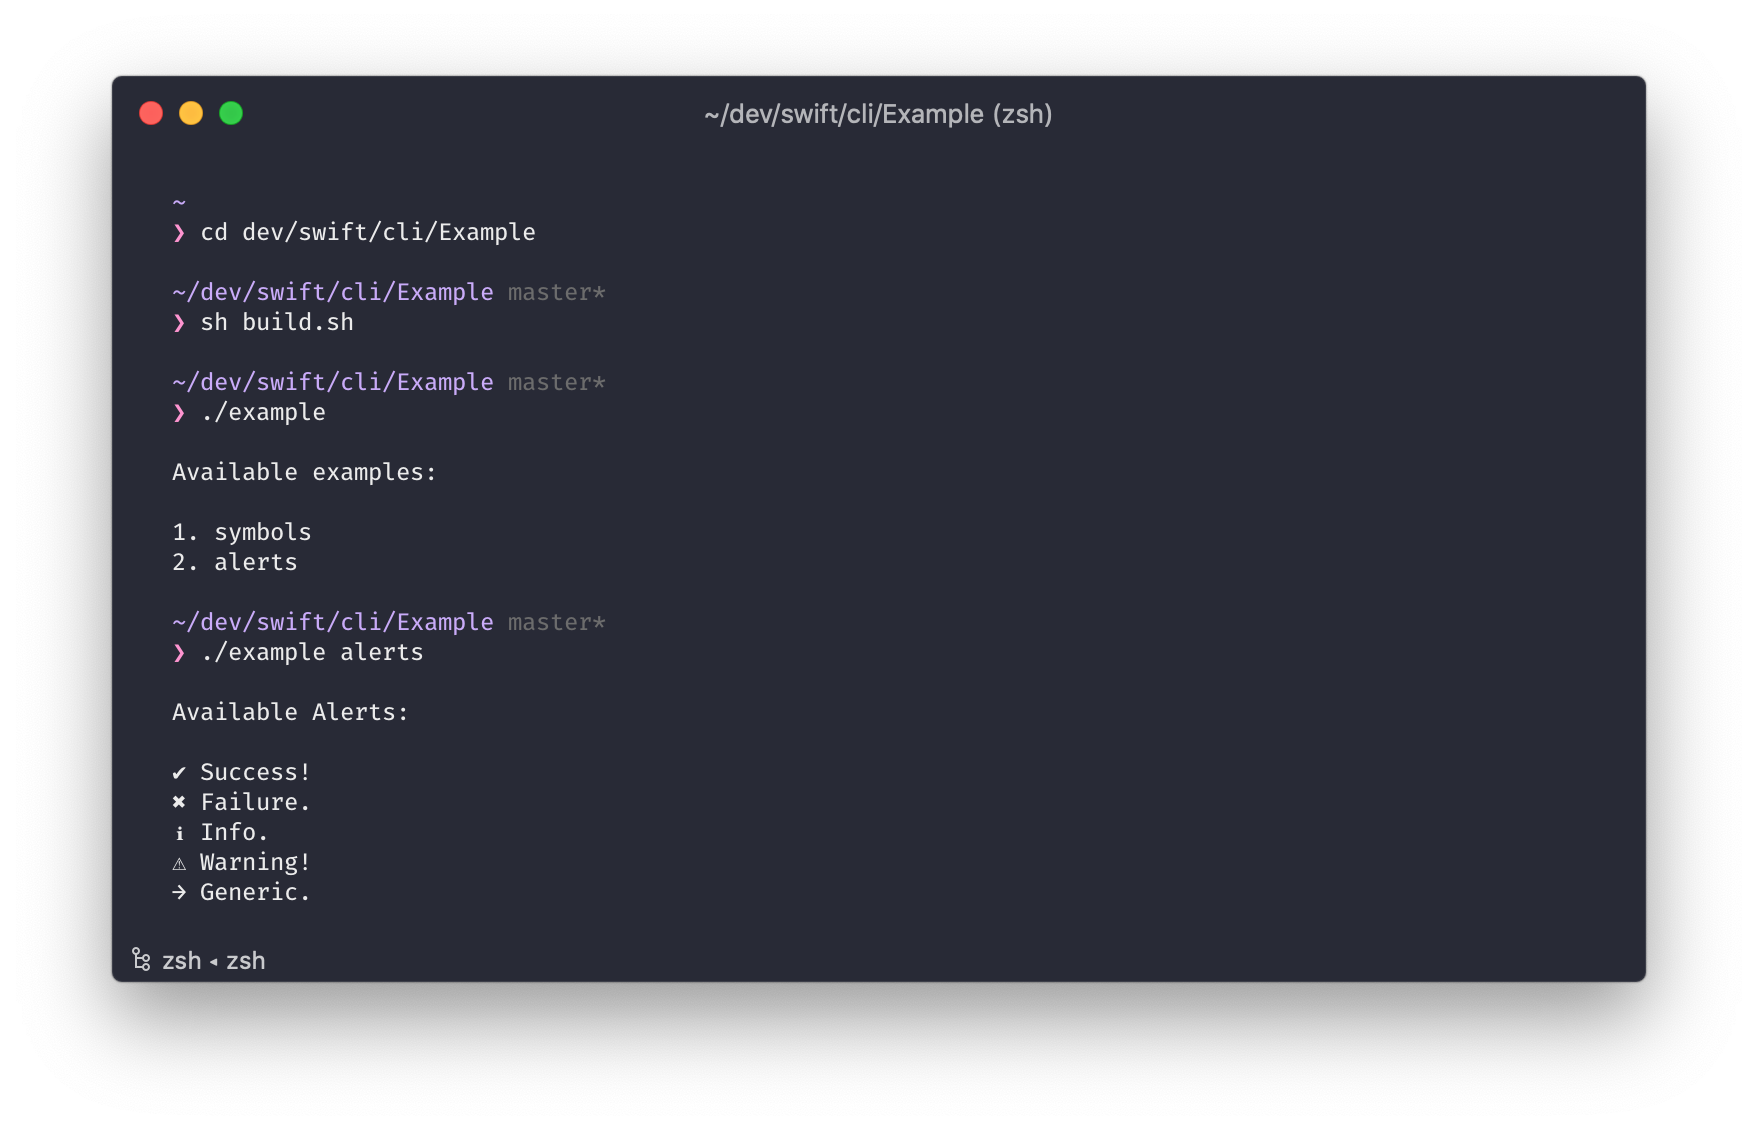 ~/dev/swift/cli/Example (zsh)
~
❯ cd dev/swift/cli/Example
~/dev/swift/cli/Example master*
❯ sh build.sh
~/dev/swift/cli/Example master*
❯ ./example
Available examples:
1. symbols
2. alerts
~/dev/swift/cli/Example master*
❯ ./example alerts
Available Alerts:
✔ Success!
✖ Failure.
ℹ Info.
⚠ Warning!
→ Generic.
zsh ◂ zsh